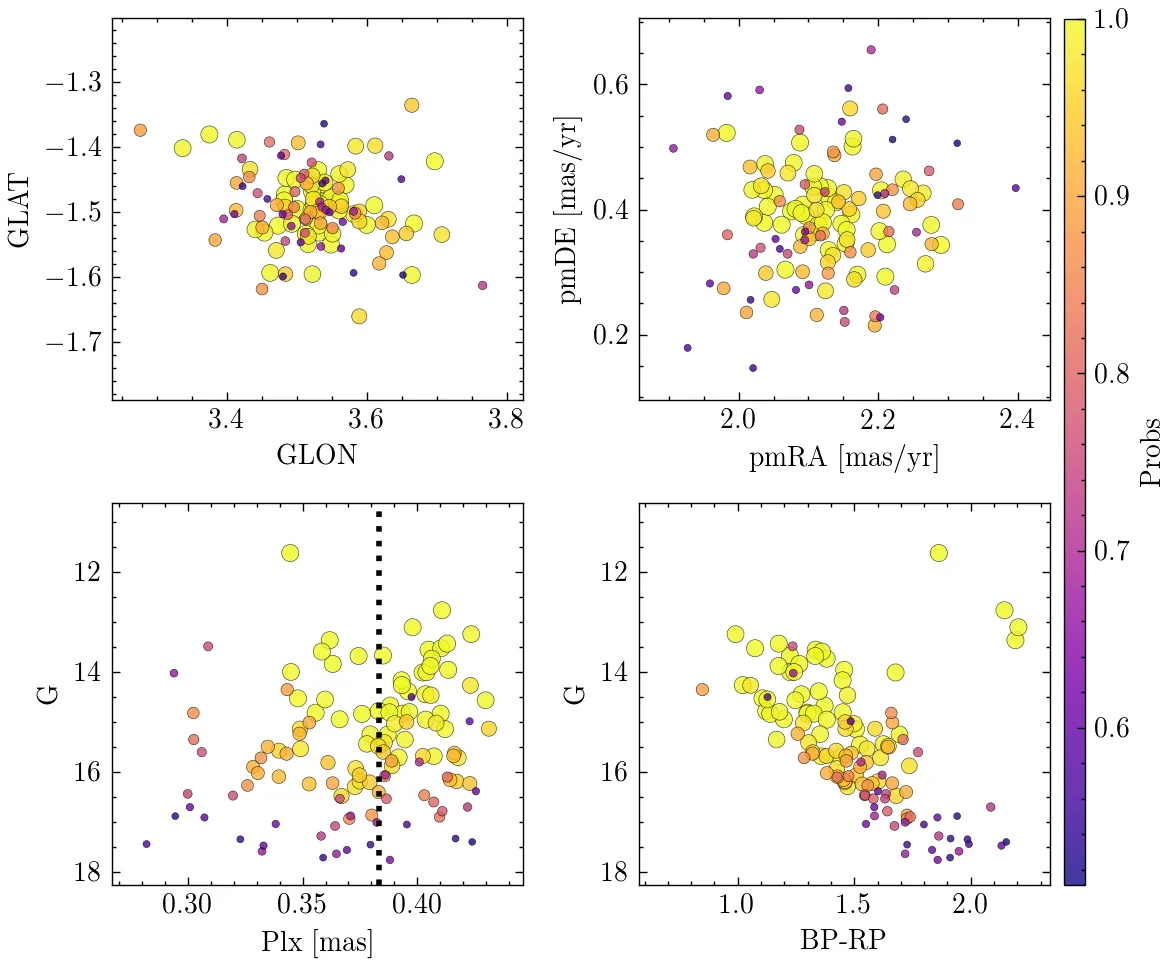 −1.3
−1.4
−1.5
−1.6
−1.7
GLAT
3.4 3.6 3.8
GLON
0.6
0.4
0.2
pmDE [mas/yr]
2.0 2.2 2.4
pmRA [mas/yr]
1.0
0.9
0.8
0.7
0.6
Probs
12
14
16
18
G
0.30 0.35 0.40
Plx [mas]
12
14
16
18
G
1.0 1.5 2.0
BP-RP